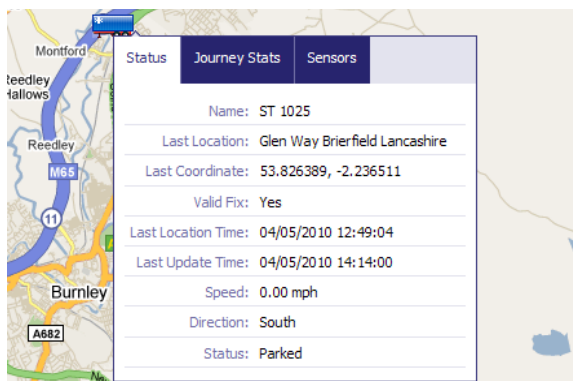 Montford
Reedley
Hallows
Reedley
M65
11
Burnley
A682
Status Journey Stats Sensors
Name: ST 1025
Last Location: Glen Way Brierfield Lancashire
Last Coordinate: 53.826389, -2.236511
Valid Fix: Yes
Last Location Time: 04/05/2010 12:49:04
Last Update Time: 04/05/2010 14:14:00
Speed: 0.00 mph
Direction: South
Status: Parked